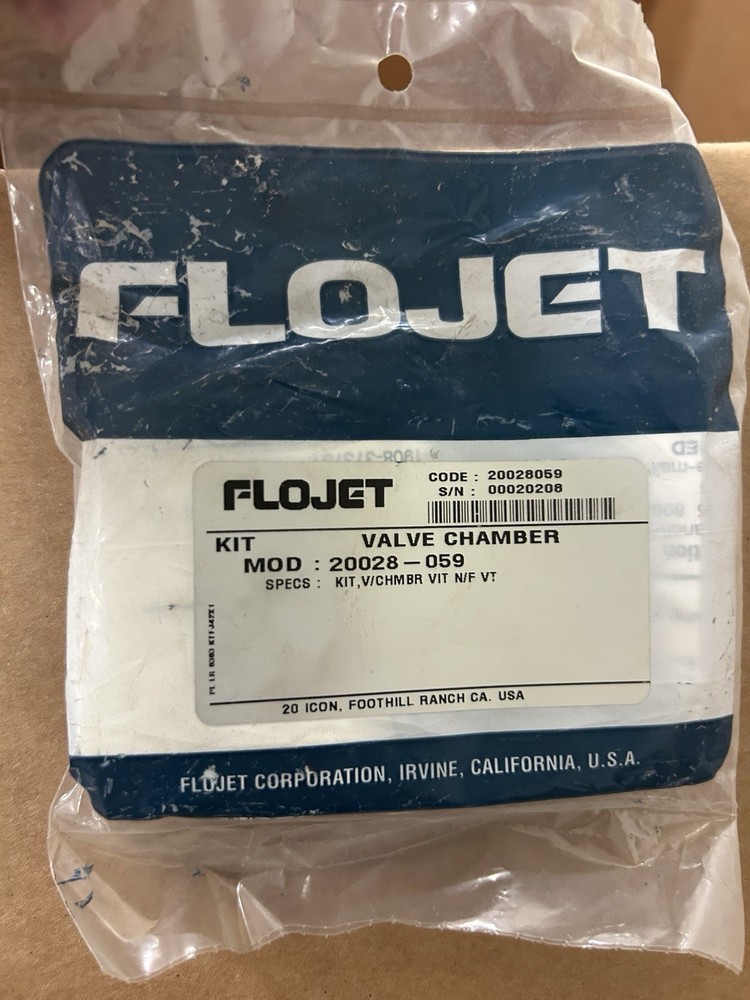 FLOJET
FLOJET
CODE : 20028059
S/N : 00020208
KIT VALVE CHAMBER
MOD : 20028-059
SPECS : KIT,V/CHMBR VIT N/F VT
20 ICON, FOOTHILL RANCH CA. USA
FLOJET CORPORATION, IRVINE, CALIFORNIA, U.S.A.